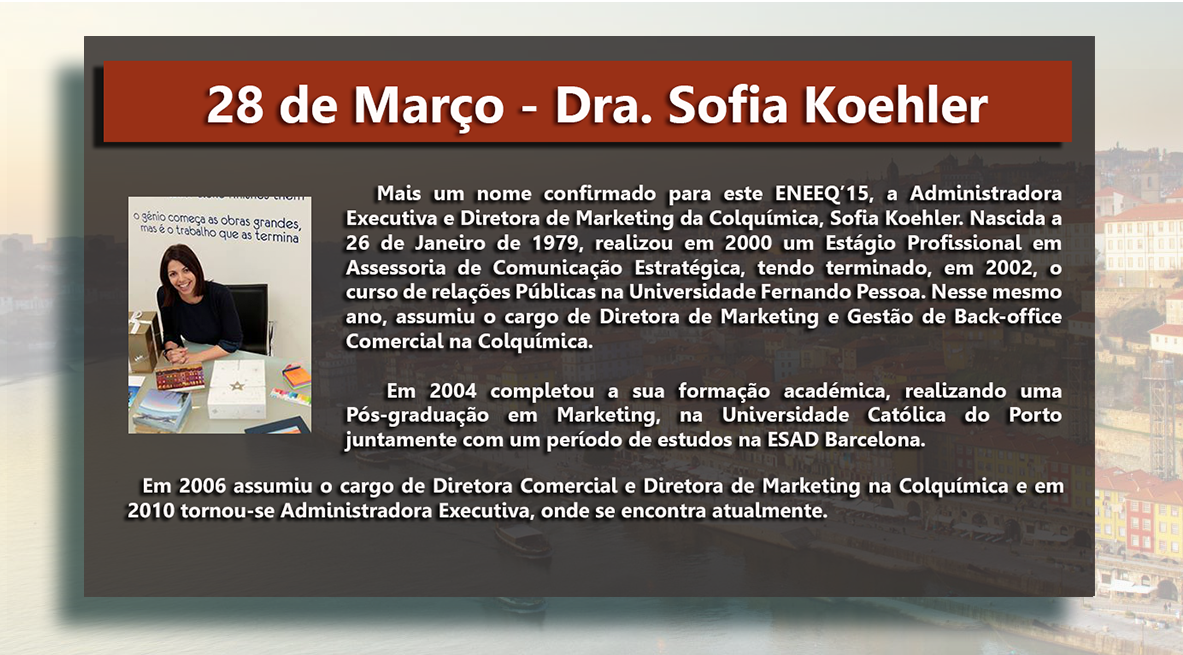 28 de Março - Dra. Sofia Koehler
o génio começa as obras grandes,
mas é o trabalho que as termina
Mais um nome confirmado para este ENEEQ’15, a Administradora
Executiva e Diretora de Marketing da Colquímica, Sofia Koehler. Nascida a
26 de Janeiro de 1979, realizou em 2000 um Estágio Profissional em
Assessoria de Comunicação Estratégica, tendo terminado, em 2002, o
curso de relações Públicas na Universidade Fernando Pessoa. Nesse mesmo
ano, assumiu o cargo de Diretora de Marketing e Gestão de Back-office
Comercial na Colquímica.
Em 2004 completou a sua formação académica, realizando uma
Pós-graduação em Marketing, na Universidade Católica do Porto
juntamente com um período de estudos na ESAD Barcelona.
Em 2006 assumiu o cargo de Diretora Comercial e Diretora de Marketing na Colquímica e em
2010 tornou-se Administradora Executiva, onde se encontra atualmente.